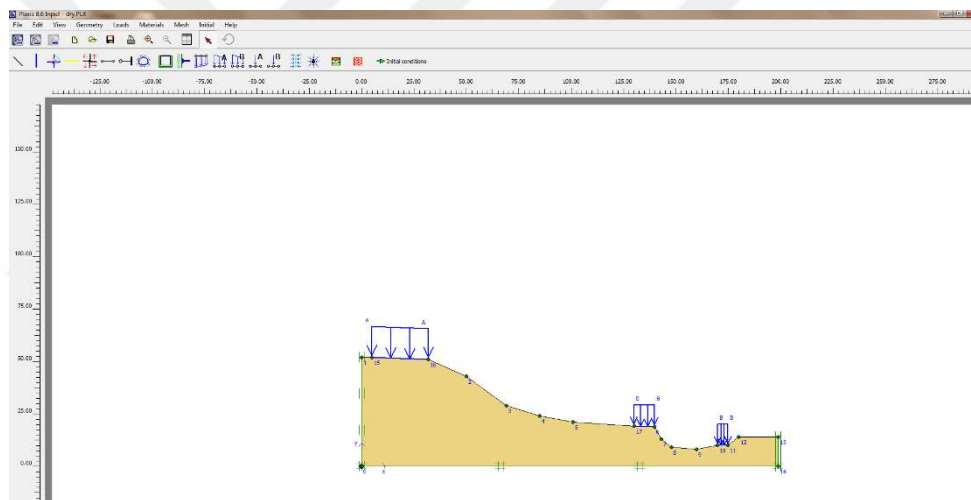 Plaxis 8.0 Input - dry.PLX
File Edit View Geometry Loads Materials Mesh Initial Help
A B A B
Initial conditions
-125.00 -100.00 -75.00 -50.00 -25.00 0.00 25.00 50.00 75.00 100.00 125.00 150.00 175.00 200.00 225.00 250.00 275.00
150.00
125.00
100.00
75.00
50.00
25.00
0.00
A A
1 15 16
2
3
4
5
B
17
7
8
B
10 11
12
13
Y
0 X
14